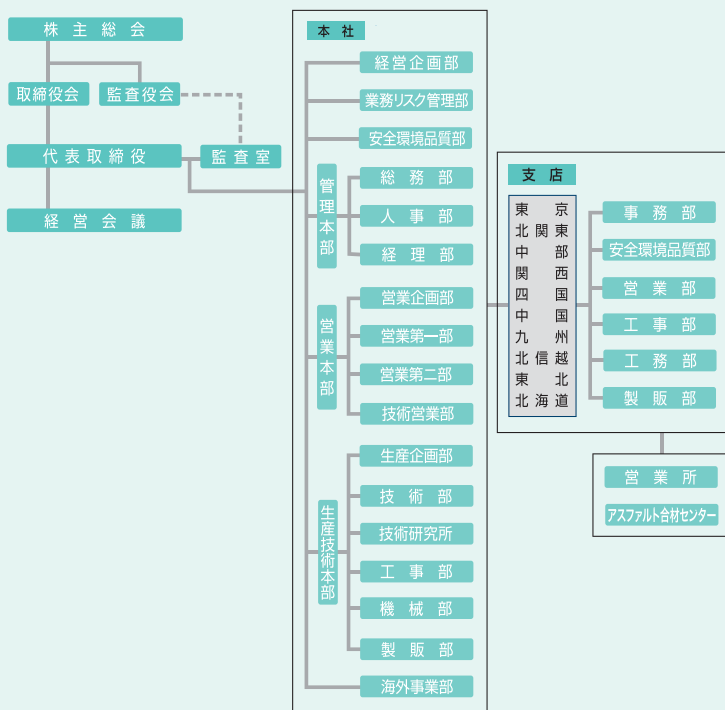 株主総会
取締役会
監査役会
代表取締役
監査室
経営会議
本社
経営企画部
業務リスク管理部
安全環境品質部
管理本部
総務部
人事部
経理部
営業本部
営業企画部
営業第一部
営業第二部
技術営業部
生産技術本部
生産企画部
技術部
技術研究所
工事部
機械部
製販部
海外事業部
支店
東京
北関東
中部
関西
四国
中国
九州
北信越
東北
北海道
事務部
安全環境品質部
営業部
工事部
工務部
製販部
営業所
アスファルト合材センター